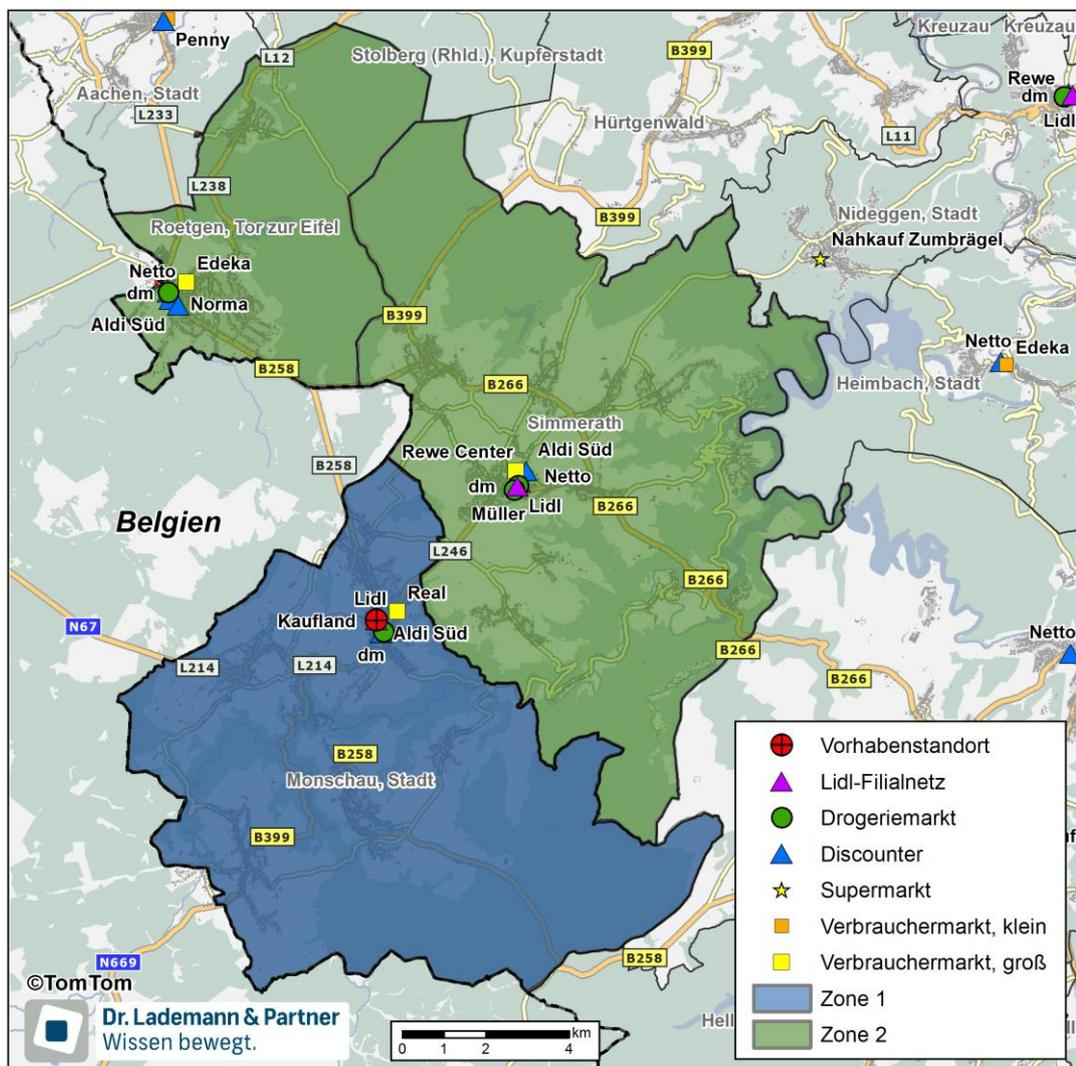 Penny
Aachen, Stadt
L12
L233
Stolberg (Rhld.), Kupferstadt
B399
Kreuzau
Kreuzau
Rewe
dm
Lidl
Hürtgenwald
L11
L238
Roetgen, Tor zur Eifel
B399
Nideggen, Stadt
Nahkauf Zumbrägel
Netto
Edeka
dm
Norma
Aldi Süd
B399
B258
B266
Netto
Edeka
Heimbach, Stadt
Simmerath
Rewe Center
Aldi Süd
Netto
dm
Lidl
Müller
B258
Belgien
B266
L246
B266
Lidl
Real
Kaufland
Aldi Süd
dm
N67
L214
L214
B266
B266
Netto
B258
Monschau, Stadt
B399
N669
B258
©TomTom
Dr. Lademann & Partner
Wissen bewegt.
km
0 1 2 4
Vorhabenstandort
Lidl-Filialnetz
Drogeriemarkt
Discounter
Supermarkt
Verbrauchermarkt, klein
Verbrauchermarkt, groß
Zone 1
Zone 2